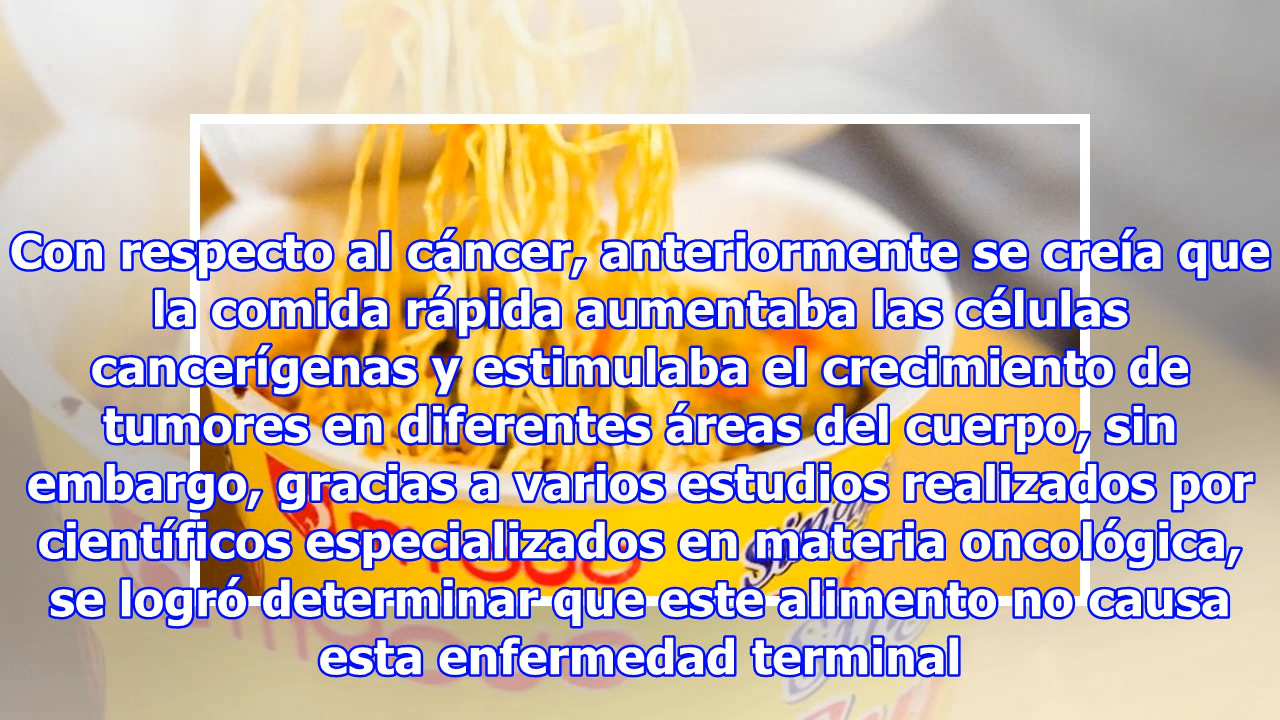 Con respecto al cáncer, anteriormente se creía que
la comida rápida aumentaba las células
cancerígenas y estimulaba el crecimiento de
tumores en diferentes áreas del cuerpo, sin
embargo, gracias a varios estudios realizados por
científicos especializados en materia oncológica,
se logró determinar que este alimento no causa
esta enfermedad terminal